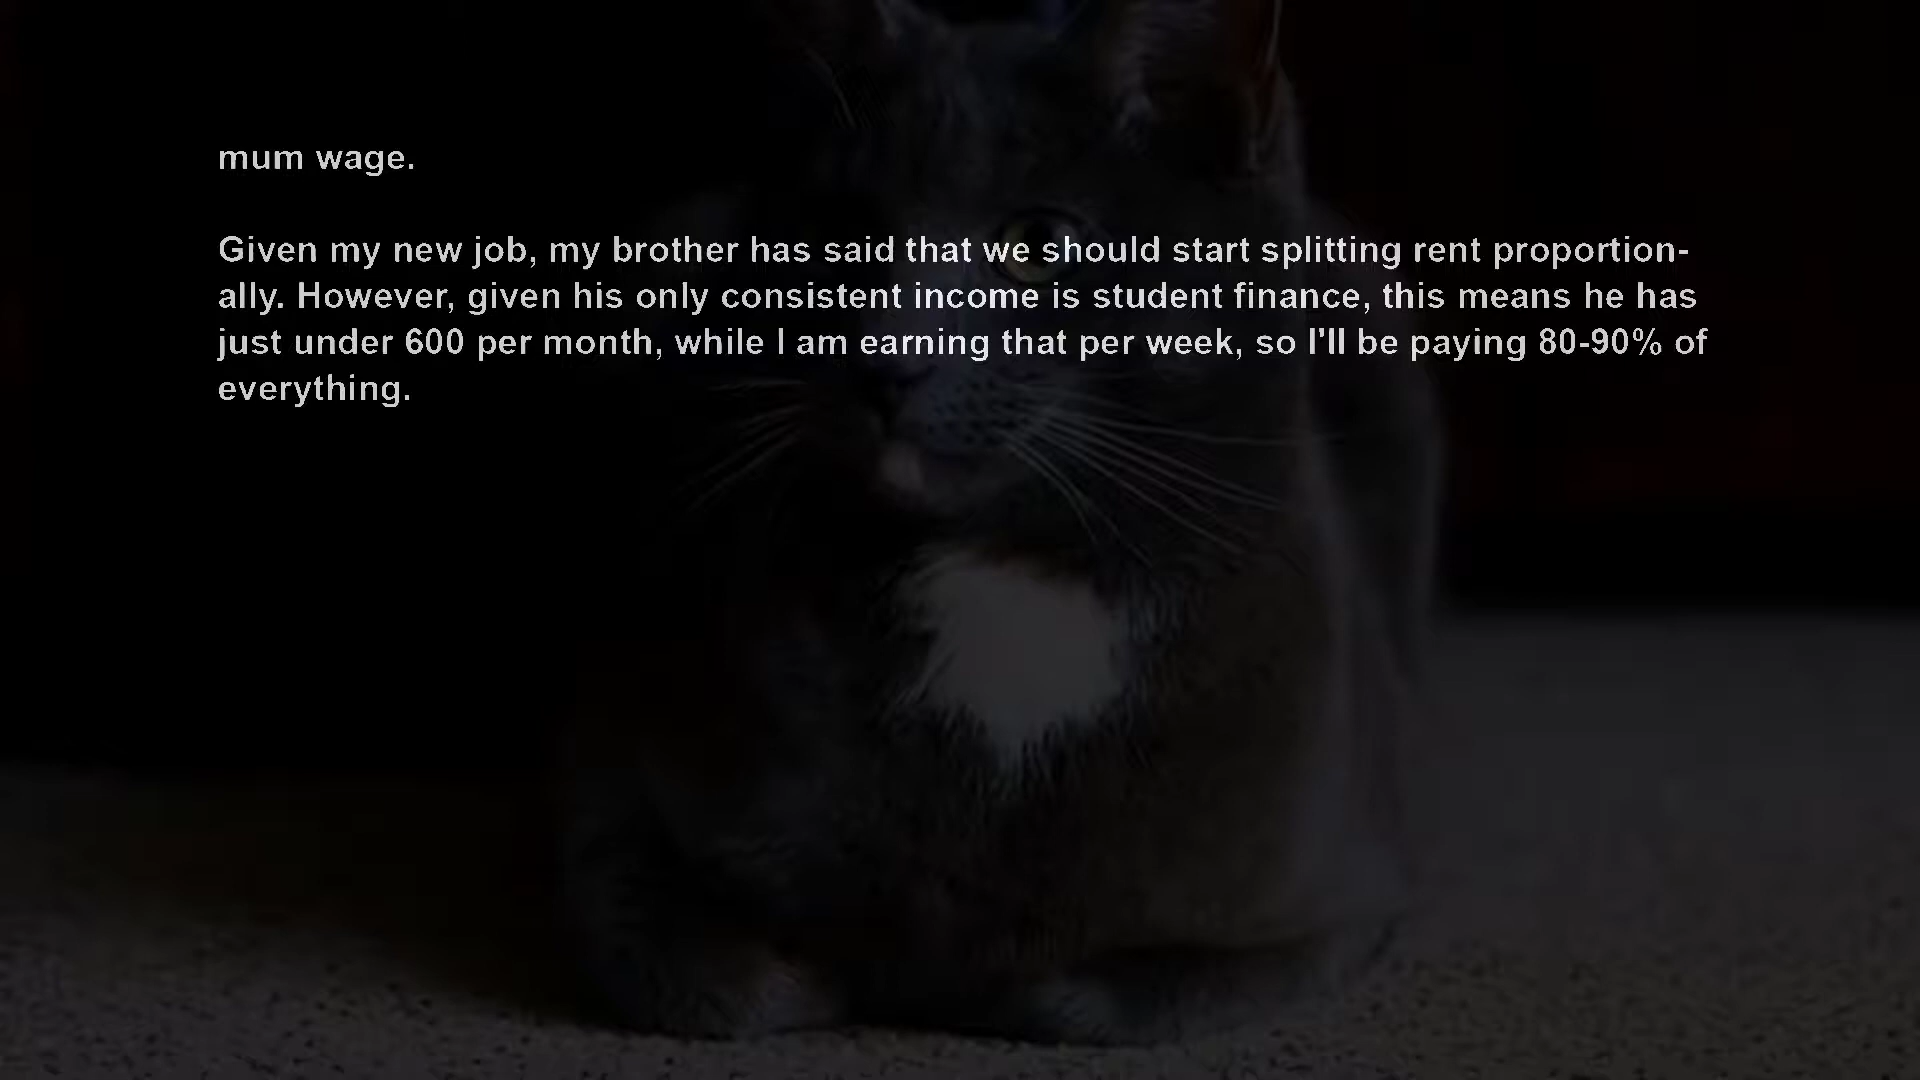 mum wage.
Given my new job, my brother has said that we should start splitting rent proportion-
ally. However, given his only consistent income is student finance, this means he has
just under 600 per month, while I am earning that per week, so I'll be paying 80-90% of
everything.